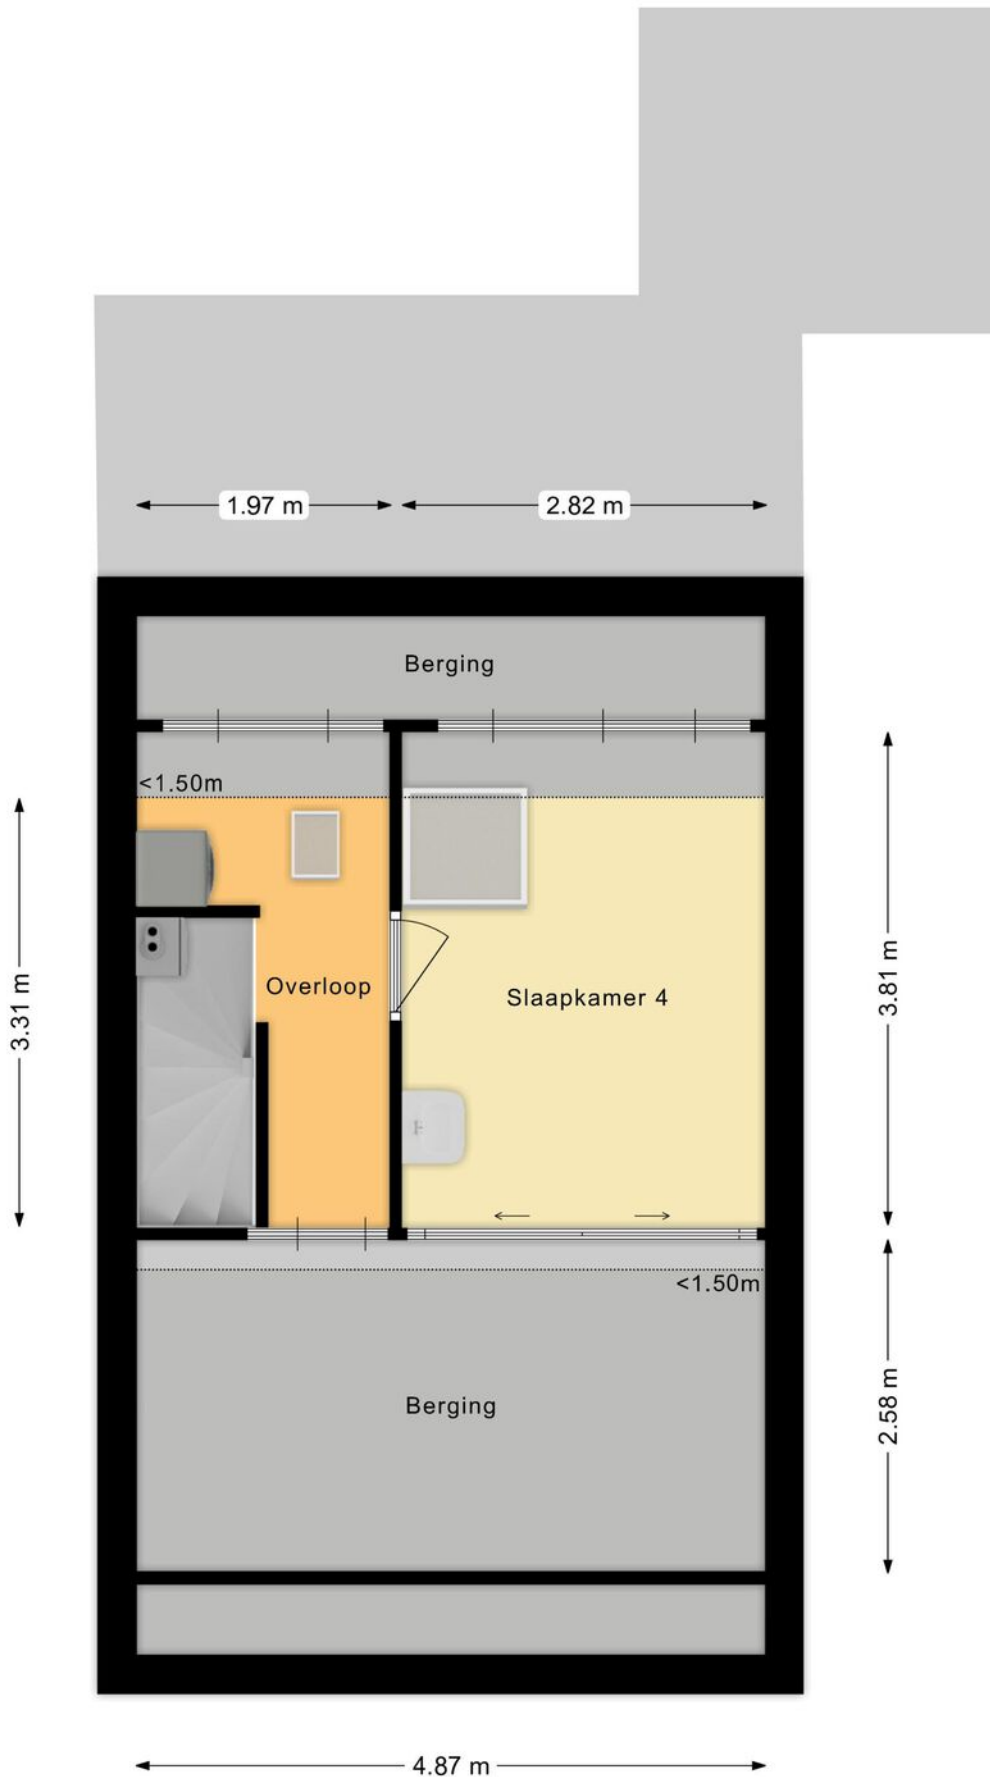 1.97 m
2.82 m
Berging
<1.50m
3.31 m
Overloop
Slaapkamer 4
3.81 m
<1.50m
Berging
2.58 m
4.87 m